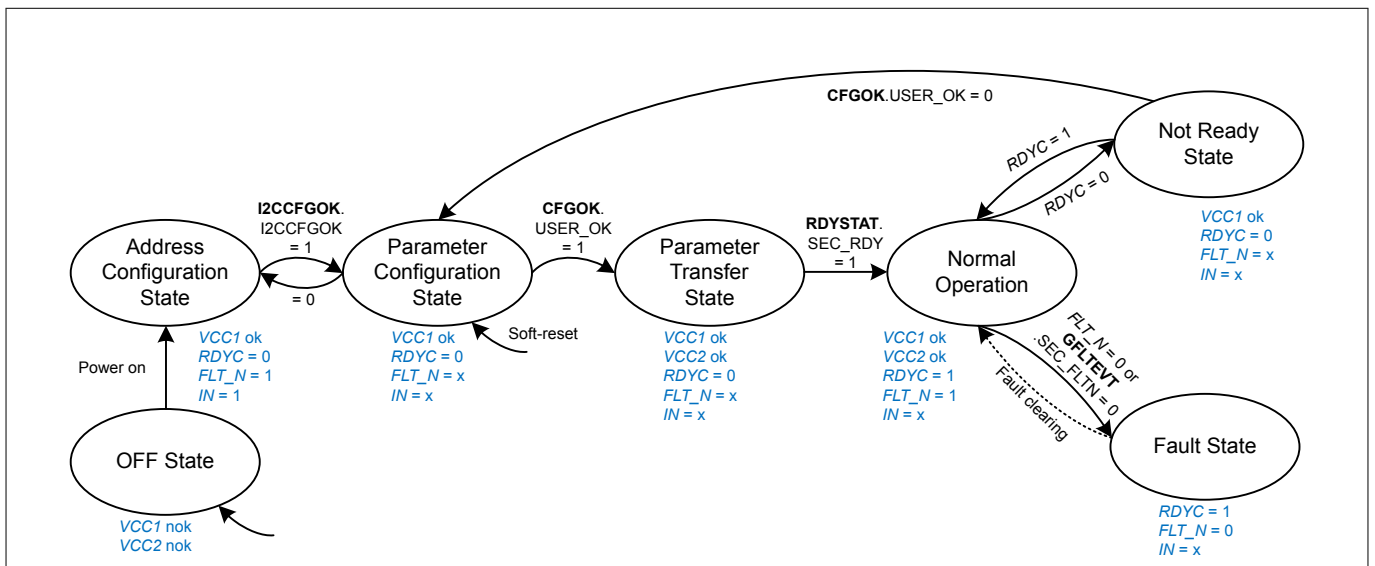 CFGOK.USER_OK = 0
Not Ready
State
RDYC = 1
RDYC = 0
VCC1 ok
RDYC = 0
FLT_N = x
IN = x
I2CCFGOK.
I2CCFGOK
= 1
= 0
CFGOK.
USER_OK
= 1
RDYSTAT.
SEC_RDY
= 1
Address
Configuration
State
VCC1 ok
RDYC = 0
FLT_N = 1
IN = 1
Parameter
Configuration
State
VCC1 ok
RDYC = 0
FLT_N = x
IN = x
Soft-reset
Parameter
Transfer
State
VCC1 ok
VCC2 ok
RDYC = 0
FLT_N = x
IN = x
Normal
Operation
VCC1 ok
VCC2 ok
RDYC = 1
FLT_N = 1
IN = x
FLT_N = 0 or
GFLTEVT
.SEC_FLTN = 0
Fault clearing
Power on
OFF State
VCC1 nok
VCC2 nok
Fault State
RDYC = 1
FLT_N = 0
IN = x